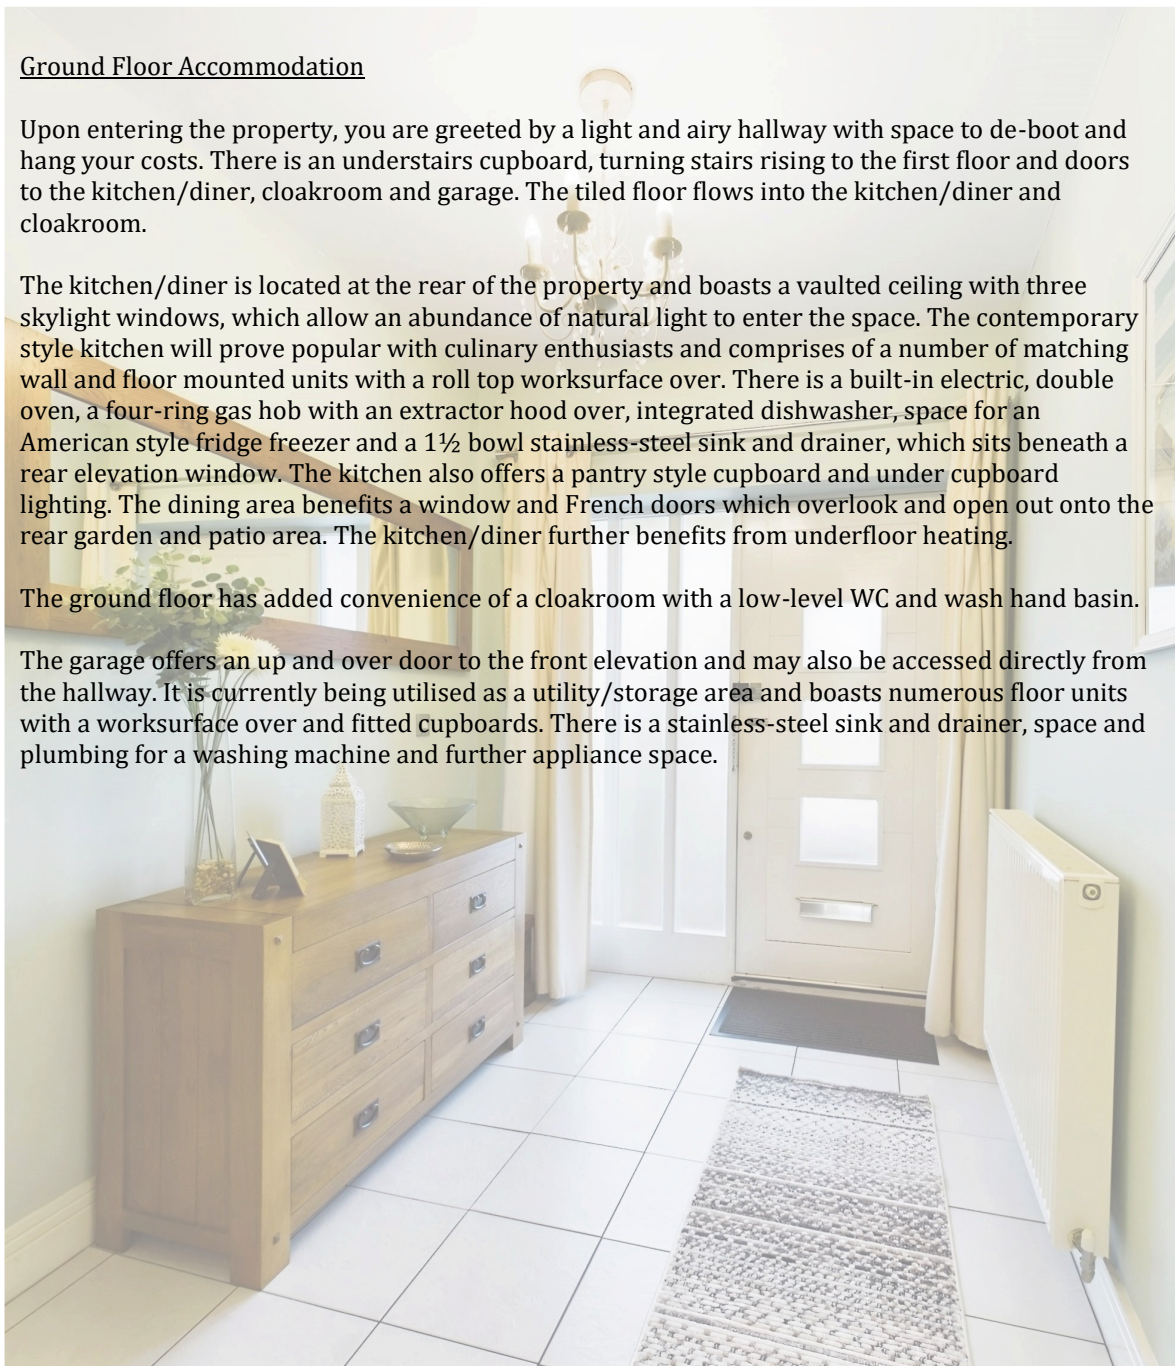 Ground Floor Accommodation
Upon entering the property, you are greeted by a light and airy hallway with space to de-boot and
hang your costs. There is an understairs cupboard, turning stairs rising to the first floor and doors
to the kitchen/diner, cloakroom and garage. The tiled floor flows into the kitchen/diner and
cloakroom.
The kitchen/diner is located at the rear of the property and boasts a vaulted ceiling with three
skylight windows, which allow an abundance of natural light to enter the space. The contemporary
style kitchen will prove popular with culinary enthusiasts and comprises of a number of matching
wall and floor mounted units with a roll top worksurface over. There is a built-in electric, double
oven, a four-ring gas hob with an extractor hood over, integrated dishwasher, space for an
American style fridge freezer and a 1½ bowl stainless-steel sink and drainer, which sits beneath a
rear elevation window. The kitchen also offers a pantry style cupboard and under cupboard
lighting. The dining area benefits a window and French doors which overlook and open out onto the
rear garden and patio area. The kitchen/diner further benefits from underfloor heating.
The ground floor has added convenience of a cloakroom with a low-level WC and wash hand basin.
The garage offers an up and over door to the front elevation and may also be accessed directly from
the hallway. It is currently being utilised as a utility/storage area and boasts numerous floor units
with a worksurface over and fitted cupboards. There is a stainless-steel sink and drainer, space and
plumbing for a washing machine and further appliance space.